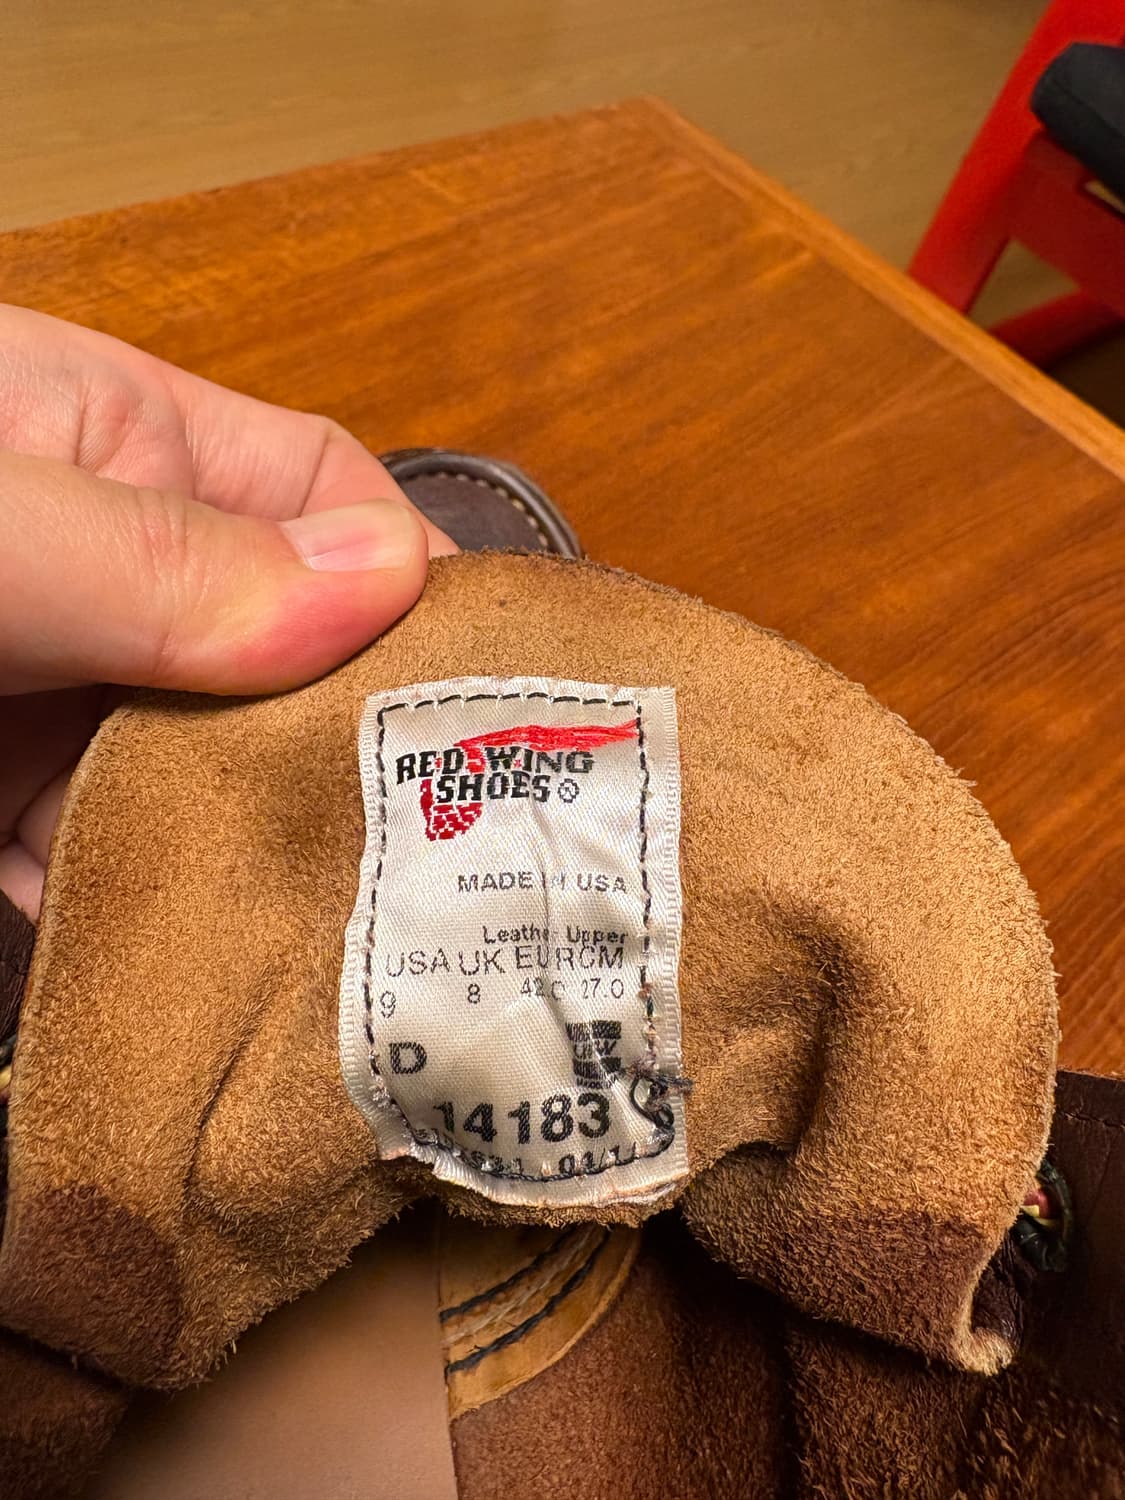 RED WING
SHOES®
MADE IN USA
Leather Upper
USA UK EUR CM
9 8 42.0 27.0
D
14183